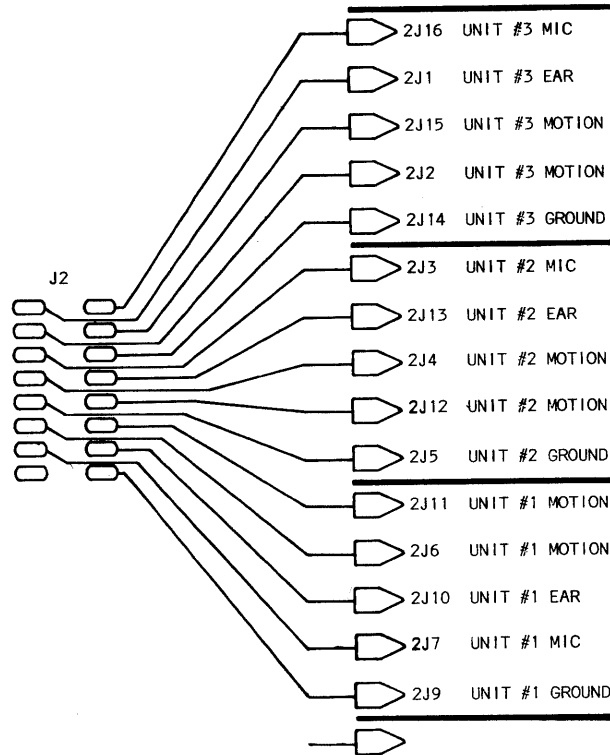 2J16 UNIT #3 MIC
2J1 UNIT #3 EAR
2J15 UNIT #3 MOTION
2J2 UNIT #3 MOTION
2J14 UNIT #3 GROUND
J2
2J3 UNIT #2 MIC
2J13 UNIT #2 EAR
2J4 UNIT #2 MOTION
2J12 UNIT #2 MOTION
2J5 UNIT #2 GROUND
2J11 UNIT #1 MOTION
2J6 UNIT #1 MOTION
2J10 UNIT #1 EAR
2J7 UNIT #1 MIC
2J9 UNIT #1 GROUND